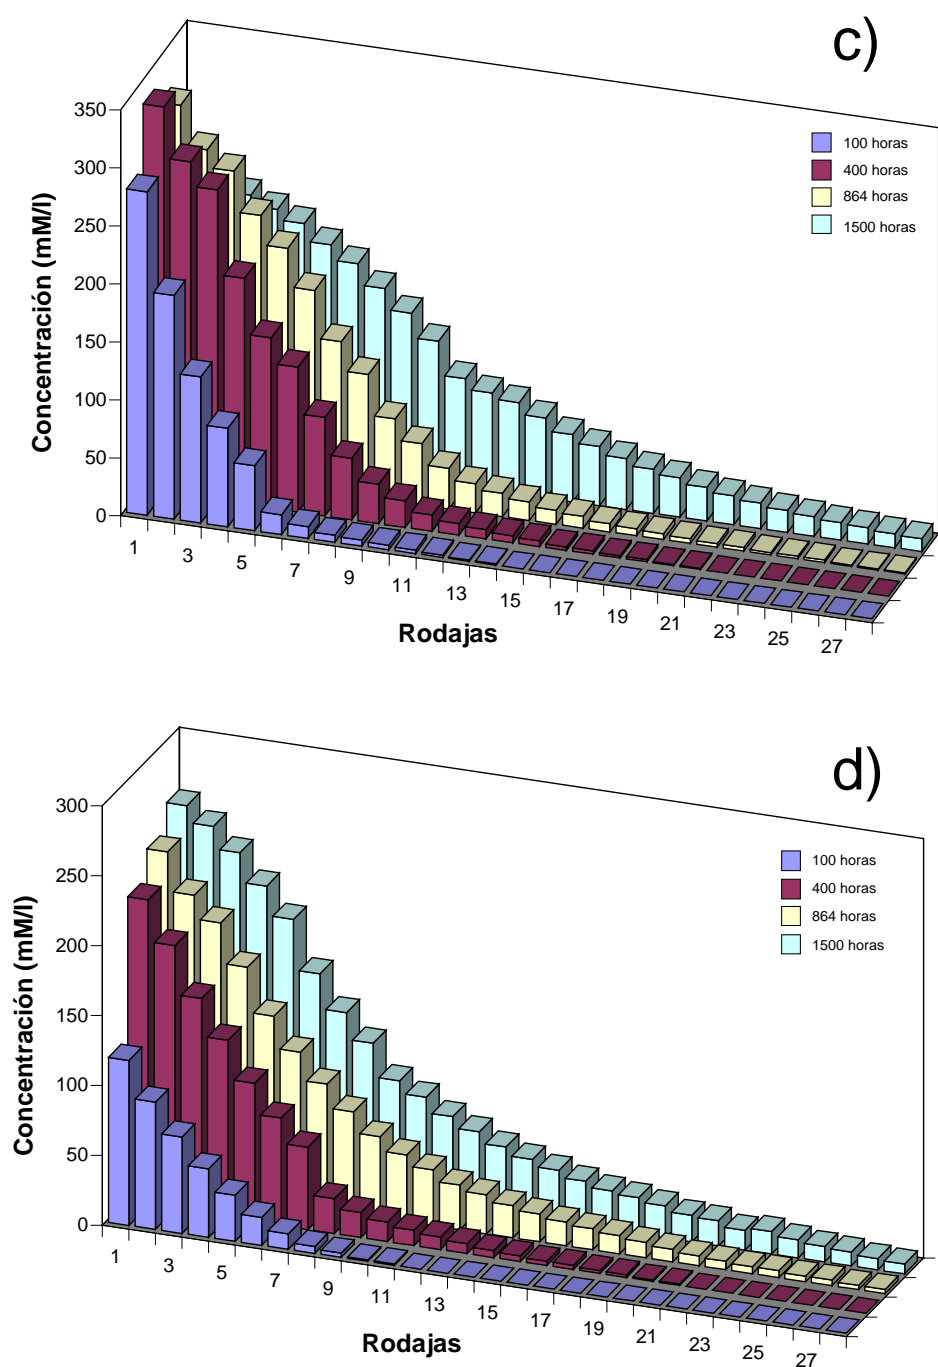 c)
350
300
250
200
150
100
50
0
Concentración (mM/l)
100 horas
400 horas
864 horas
1500 horas
1 3 5 7 9 11 13 15 17 19 21 23 25 27
Rodajas
d)
300
250
200
150
100
50
0
Concentración (mM/l)
100 horas
400 horas
864 horas
1500 horas
1 3 5 7 9 11 13 15 17 19 21 23 25 27
Rodajas